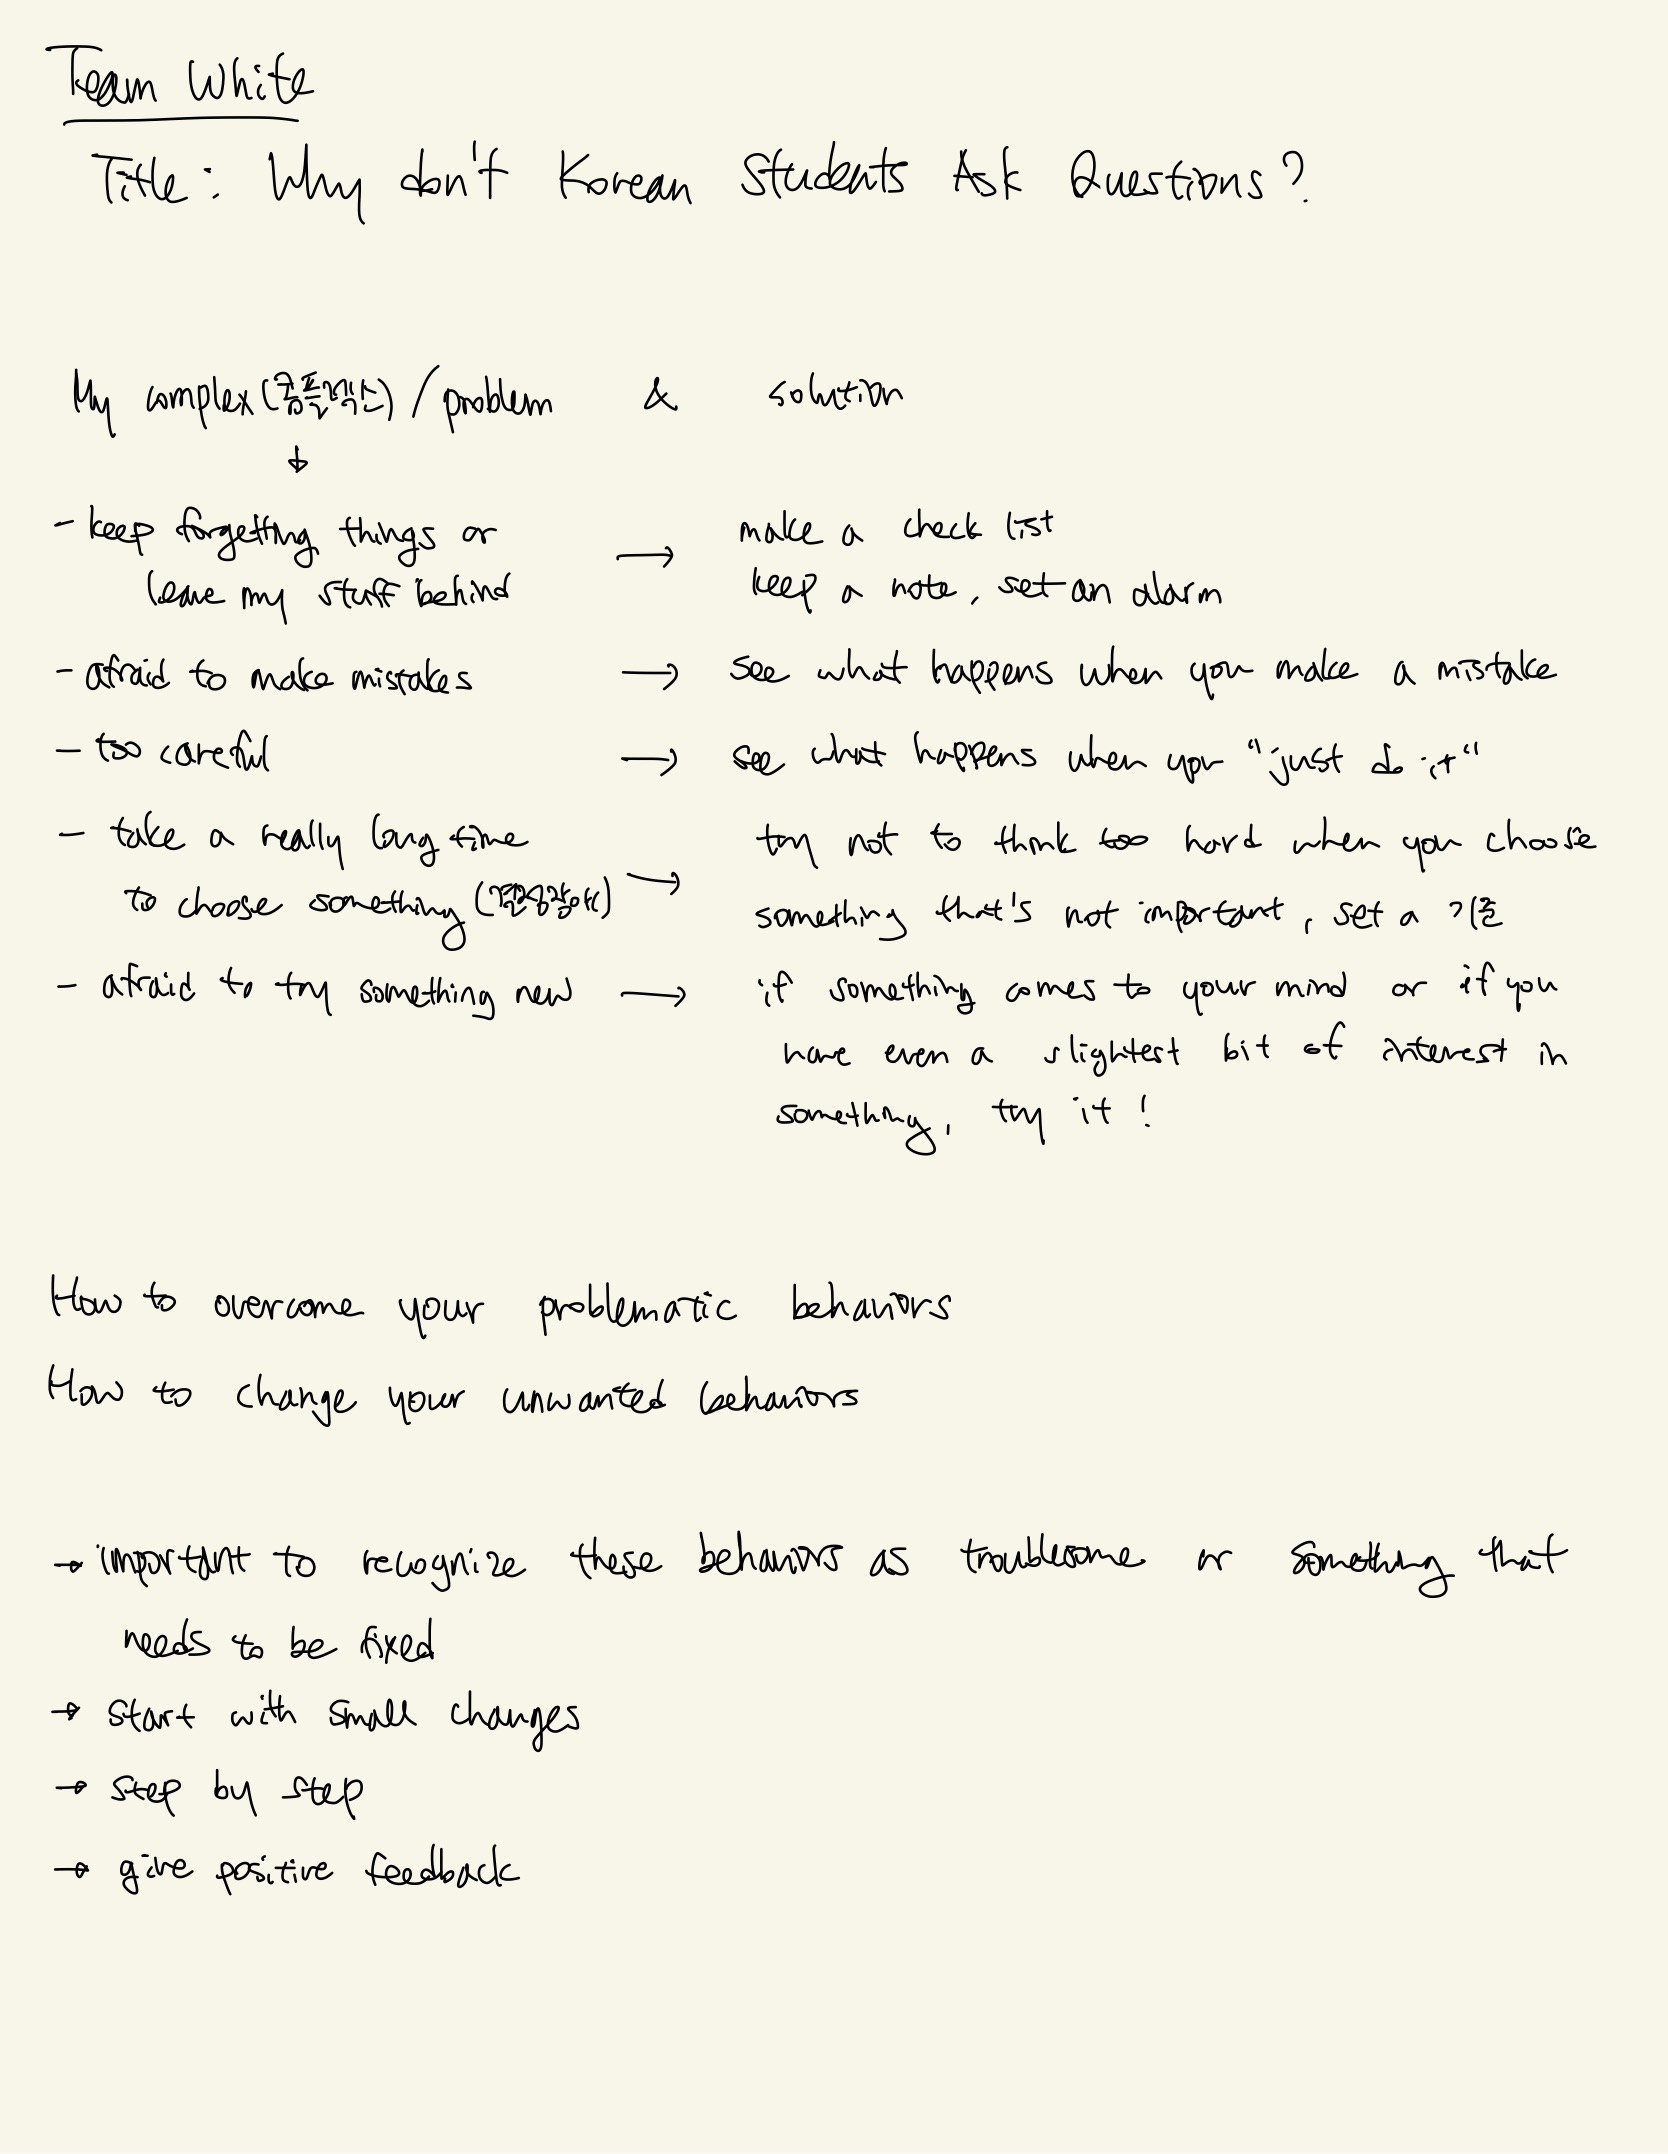 Team White
Title: Why don't Korean Students Ask Questions?
My complex (콤플렉스) / problem & solution
↓
- keep forgetting things or → make a check list
leave my stuff behind keep a note, set an alarm
- afraid to make mistakes → see what happens when you make a mistake
- too careful → see what happens when you "just do it"
- take a really long time try not to think too hard when you choose
to choose something (결정장애) → something that's not important, set a 기준
- afraid to try something new → if something comes to your mind or if you
have even a slightest bit of interest in
something, try it!
How to overcome your problematic behaviors
How to change your unwanted behaviors
→ important to recognize these behaviors as troublesome or something that
needs to be fixed
→ start with small changes
→ step by step
→ give positive feedback